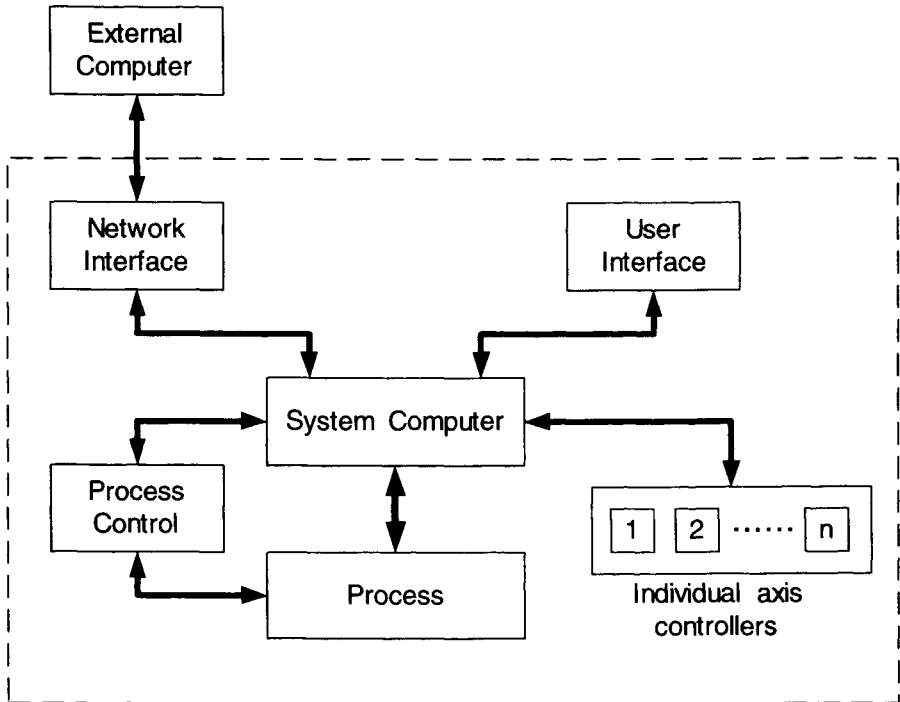 External
Computer
Network
Interface
User
Interface
System Computer
Process
Control
1 2 ...... n
Process
Individual axis
controllers